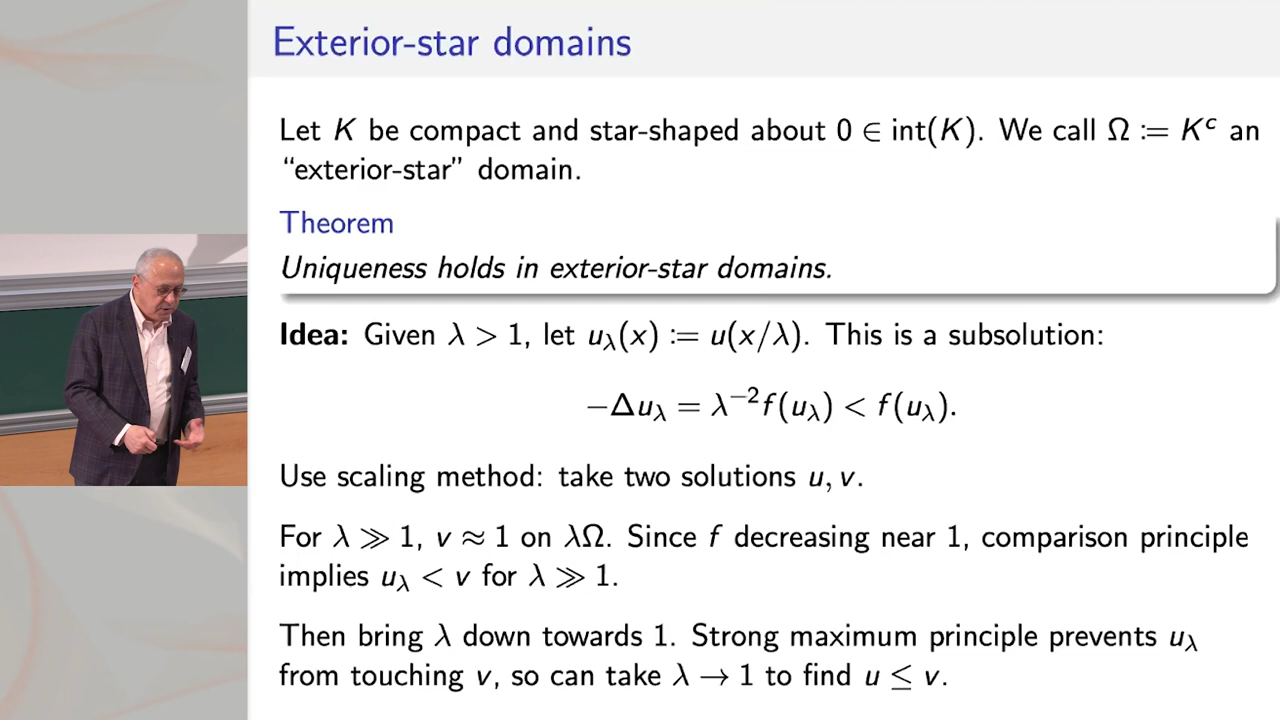 Exterior-star domains
Let K be compact and star-shaped about 0 ∈ int(K). We call Ω := Kᶜ an
“exterior-star” domain.
Theorem
Uniqueness holds in exterior-star domains.
Idea: Given λ > 1, let u_λ(x) := u(x/λ). This is a subsolution:
−Δu_λ = λ⁻²f(u_λ) < f(u_λ).
Use scaling method: take two solutions u, v.
For λ ≫ 1, v ≈ 1 on λΩ. Since f decreasing near 1, comparison principle
implies u_λ < v for λ ≫ 1.
Then bring λ down towards 1. Strong maximum principle prevents u_λ
from touching v, so can take λ → 1 to find u ≤ v.